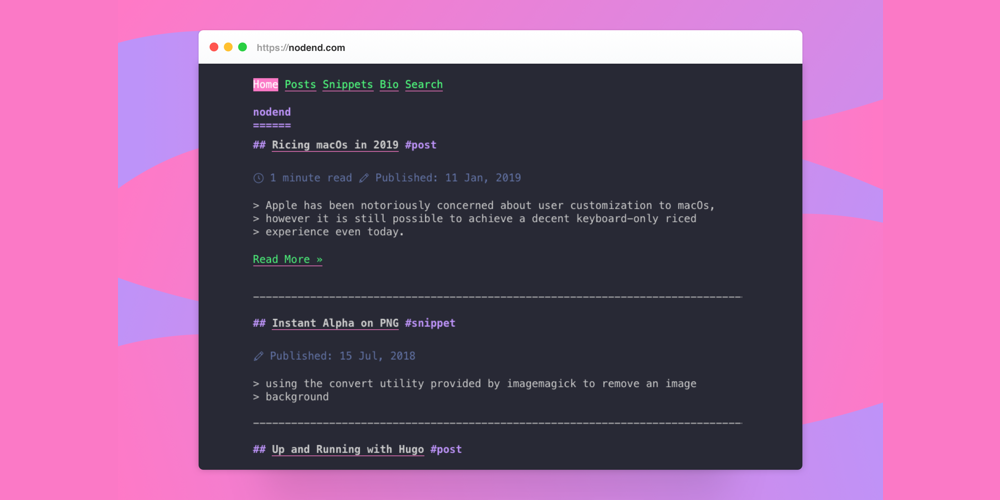 https://nodend.com
Home Posts Snippets Bio Search
nodend
======
## Ricing macOs in 2019 #post
1 minute read Published: 11 Jan, 2019
> Apple has been notoriously concerned about user customization to macOs,
> however it is still possible to achieve a decent keyboard-only riced
> experience even today.
Read More »
## Instant Alpha on PNG #snippet
Published: 15 Jul, 2018
> using the convert utility provided by imagemagick to remove an image
> background
## Up and Running with Hugo #post